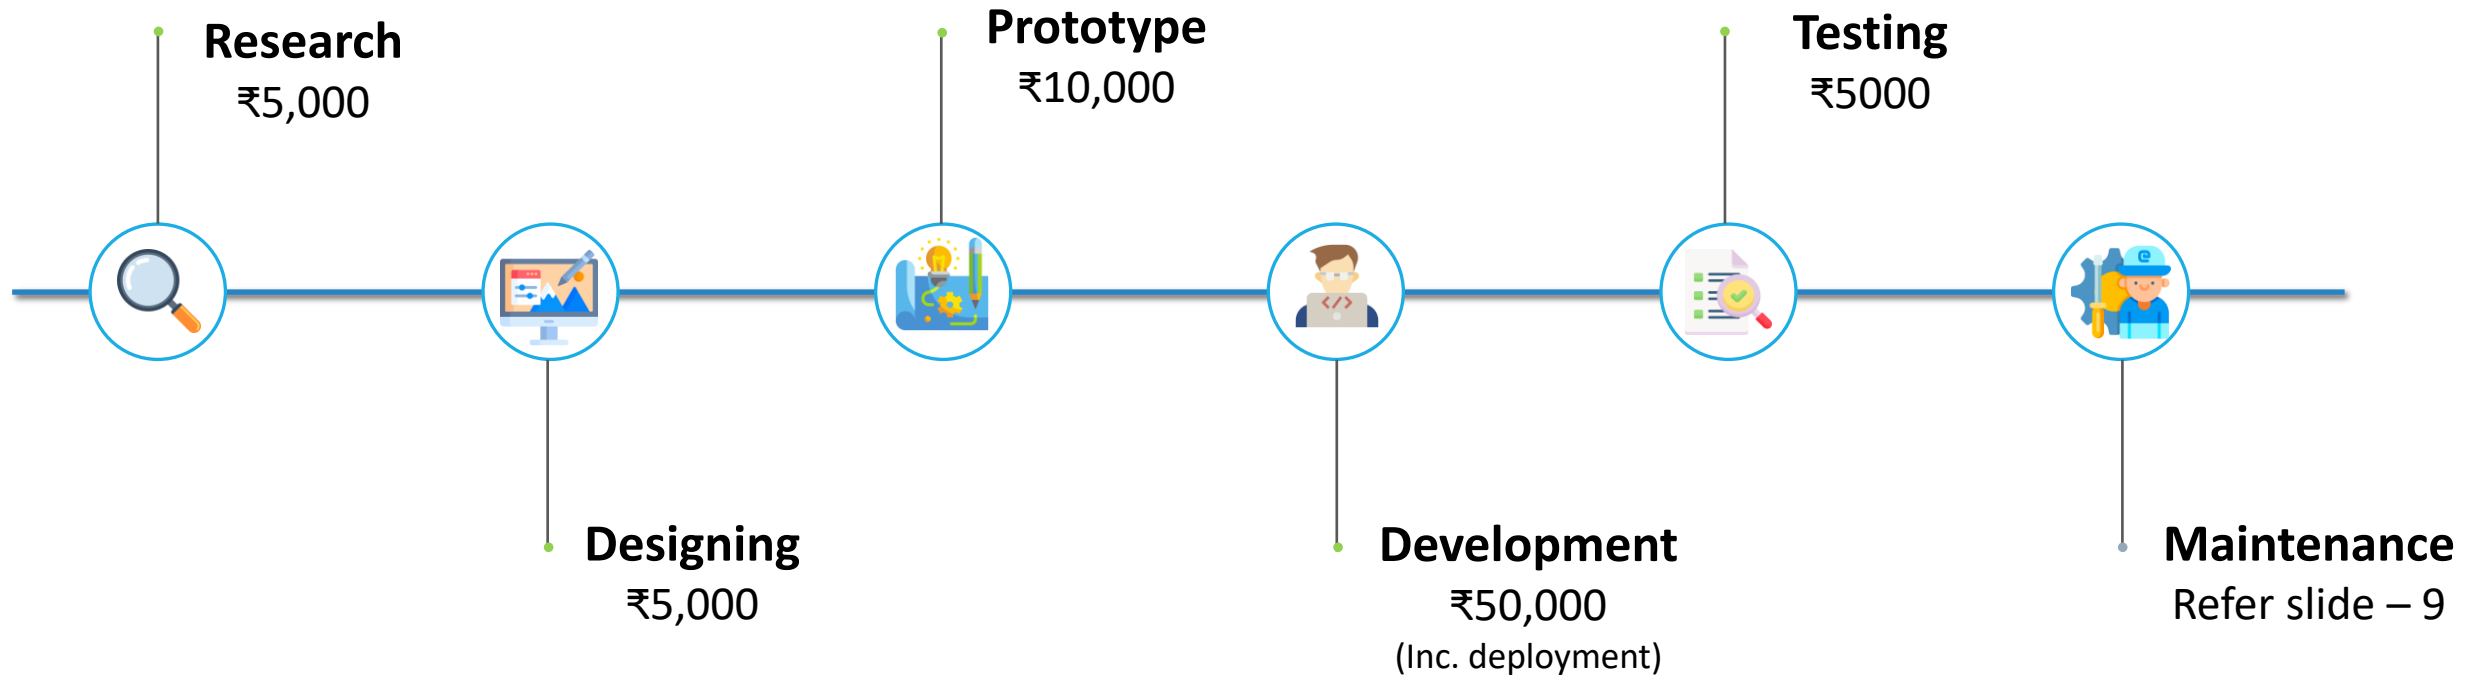 Research
₹5,000
Designing
₹5,000
Prototype
₹10,000
Development
₹50,000
(Inc. deployment)
Testing
₹5000
Maintenance
Refer slide – 9